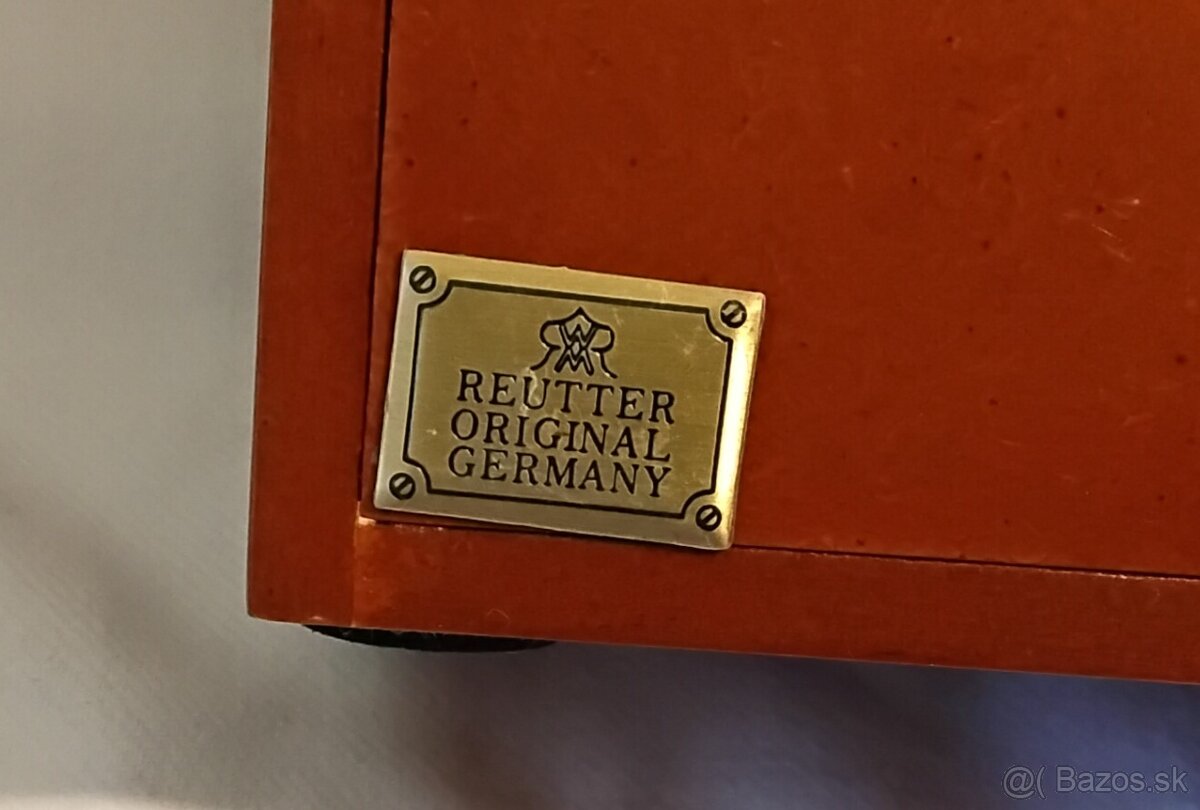 REUTTER
ORIGINAL
GERMANY
@( Bazos.sk